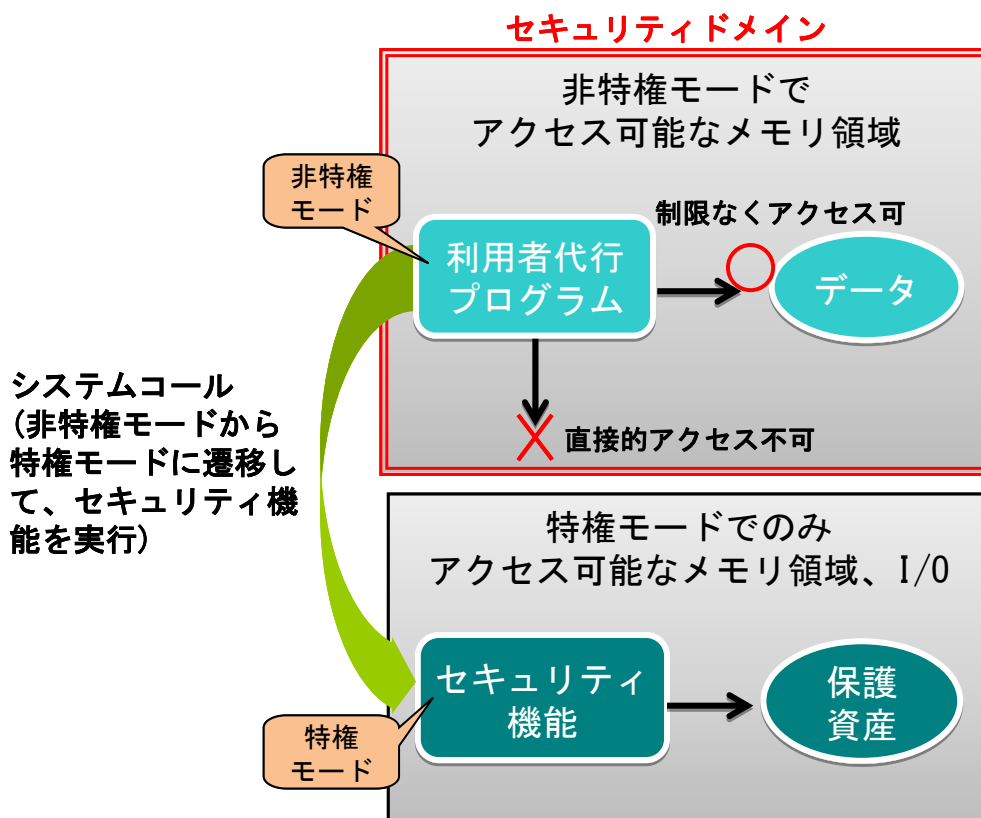 セキュリティドメイン
非特権モードで
アクセス可能なメモリ領域
非特権
モード
制限なくアクセス可
利用者代行
プログラム
データ
システムコール
(非特権モードから
特権モードに遷移し
て、セキュリティ機
能を実行)
直接的アクセス不可
特権モードでのみ
アクセス可能なメモリ領域、I/O
セキュリティ
機能
保護
資産
特権
モード